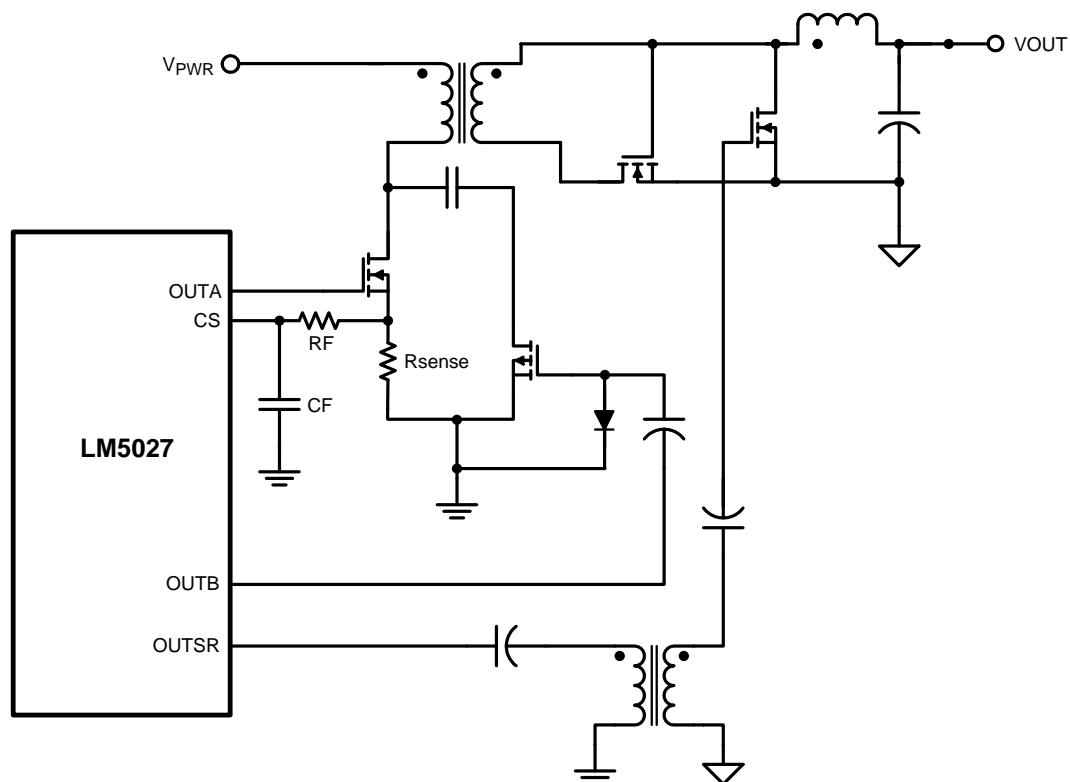 VPWR
VOUT
OUTA
CS
RF
Rsense
CF
LM5027
OUTB
OUTSR